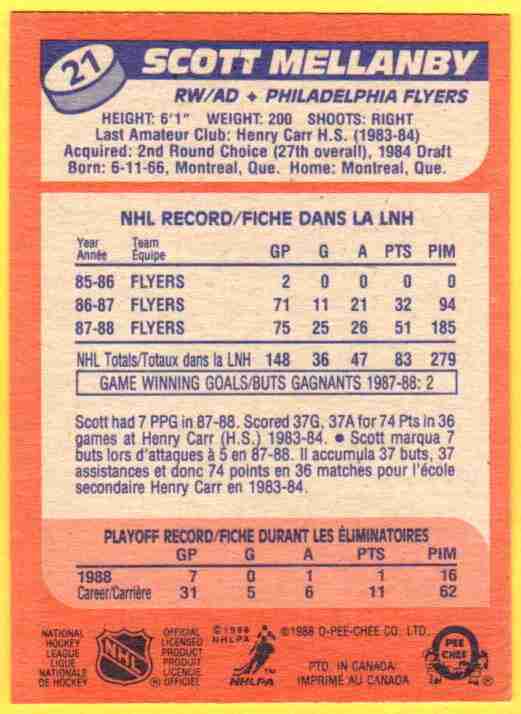 21
SCOTT MELLANBY
RW/AD • PHILADELPHIA FLYERS
HEIGHT: 6'1" WEIGHT: 200 SHOOTS: RIGHT
Last Amateur Club: Henry Carr H.S. (1983-84)
Acquired: 2nd Round Choice (27th overall), 1984 Draft
Born: 6-11-66, Montreal, Que. Home: Montreal, Que.
NHL RECORD/FICHE DANS LA LNH
Year Team
Année Équipe GP G A PTS PIM
85-86 FLYERS 2 0 0 0 0
86-87 FLYERS 71 11 21 32 94
87-88 FLYERS 75 25 26 51 185
NHL Totals/Totaux dans la LNH 148 36 47 83 279
GAME WINNING GOALS/BUTS GAGNANTS 1987-88: 2
Scott had 7 PPG in 87-88. Scored 37G, 37A for 74 Pts in 36
games at Henry Carr (H.S.) 1983-84. • Scott marqua 7
buts lors d'attaques à 5 en 87-88. Il accumula 37 buts, 37
assistances et donc 74 points en 36 matches pour l'école
secondaire Henry Carr en 1983-84.
PLAYOFF RECORD/FICHE DURANT LES ÉLIMINATOIRES
GP G A PTS PIM
1988 7 0 1 1 16
Career/Carrière 31 5 6 11 62
NATIONAL
HOCKEY
LEAGUE
LIGUE
NATIONALE
DE HOCKEY
NHL
OFFICIAL
LICENSED
PRODUCT
LICENCE
OFFICIEL
®
© 1988
NHLPA
NHLPA
© 1988 O-PEE-CHEE CO. LTD.
PTD. IN CANADA
IMPRIMÉ AU CANADA
O
PEE
CHEE
®